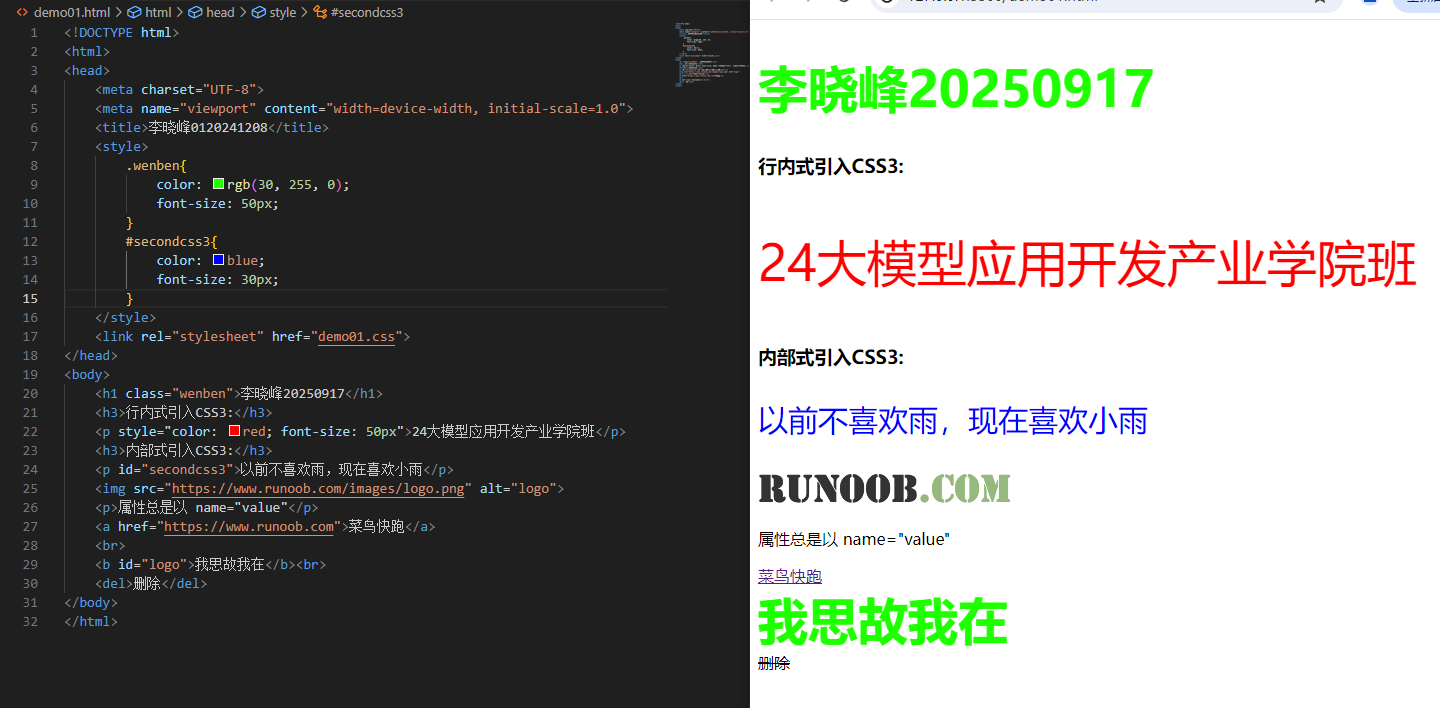 demo01.html > html > head > style > #secondcss3
1 <!DOCTYPE html>
2 <html>
3 <head>
4 <meta charset="UTF-8">
5 <meta name="viewport" content="width=device-width, initial-scale=1.0">
6 <title>李晓峰0120241208</title>
7 <style>
8 .wenben{
9 color: rgb(30, 255, 0);
10 font-size: 50px;
11 }
12 #secondcss3{
13 color: blue;
14 font-size: 30px;
15 }
16 </style>
17 <link rel="stylesheet" href="demo01.css">
18 </head>
19 <body>
20 <h1 class="wenben">李晓峰20250917</h1>
21 <h3>行内式引入CSS3:</h3>
22 <p style="color: red; font-size: 50px">24大模型应用开发产业学院班</p>
23 <h3>内部式引入CSS3:</h3>
24 <p id="secondcss3">以前不喜欢雨，现在喜欢小雨</p>
25 <img src="https://www.runoob.com/images/logo.png" alt="logo">
26 <p>属性总是以 name="value"</p>
27 <a href="https://www.runoob.com">菜鸟快跑</a>
28 <br>
29 <b id="logo">我思故我在</b><br>
30 <del>删除</del>
31 </body>
32 </html>
李晓峰20250917
行内式引入CSS3:
24大模型应用开发产业学院班
内部式引入CSS3:
以前不喜欢雨，现在喜欢小雨
RUNOOB.COM
属性总是以 name="value"
菜鸟快跑
我思故我在
删除